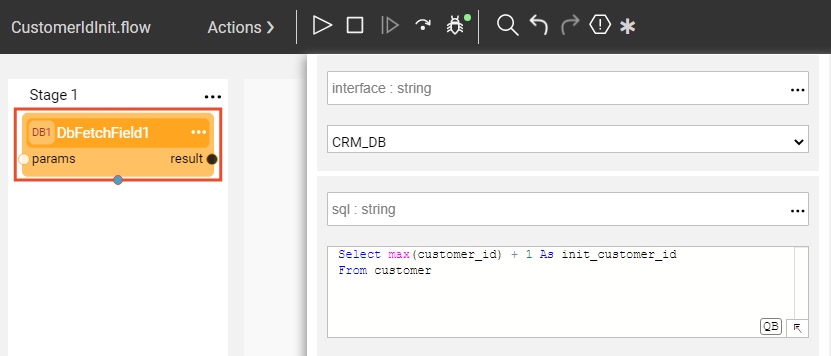 CustomerIdInit.flow Actions
Stage 1 ...
DB1 DbFetchField1 ...
params result
interface : string ...
CRM_DB
sql : string ...
Select max(customer_id) + 1 As init_customer_id
From customer
QB